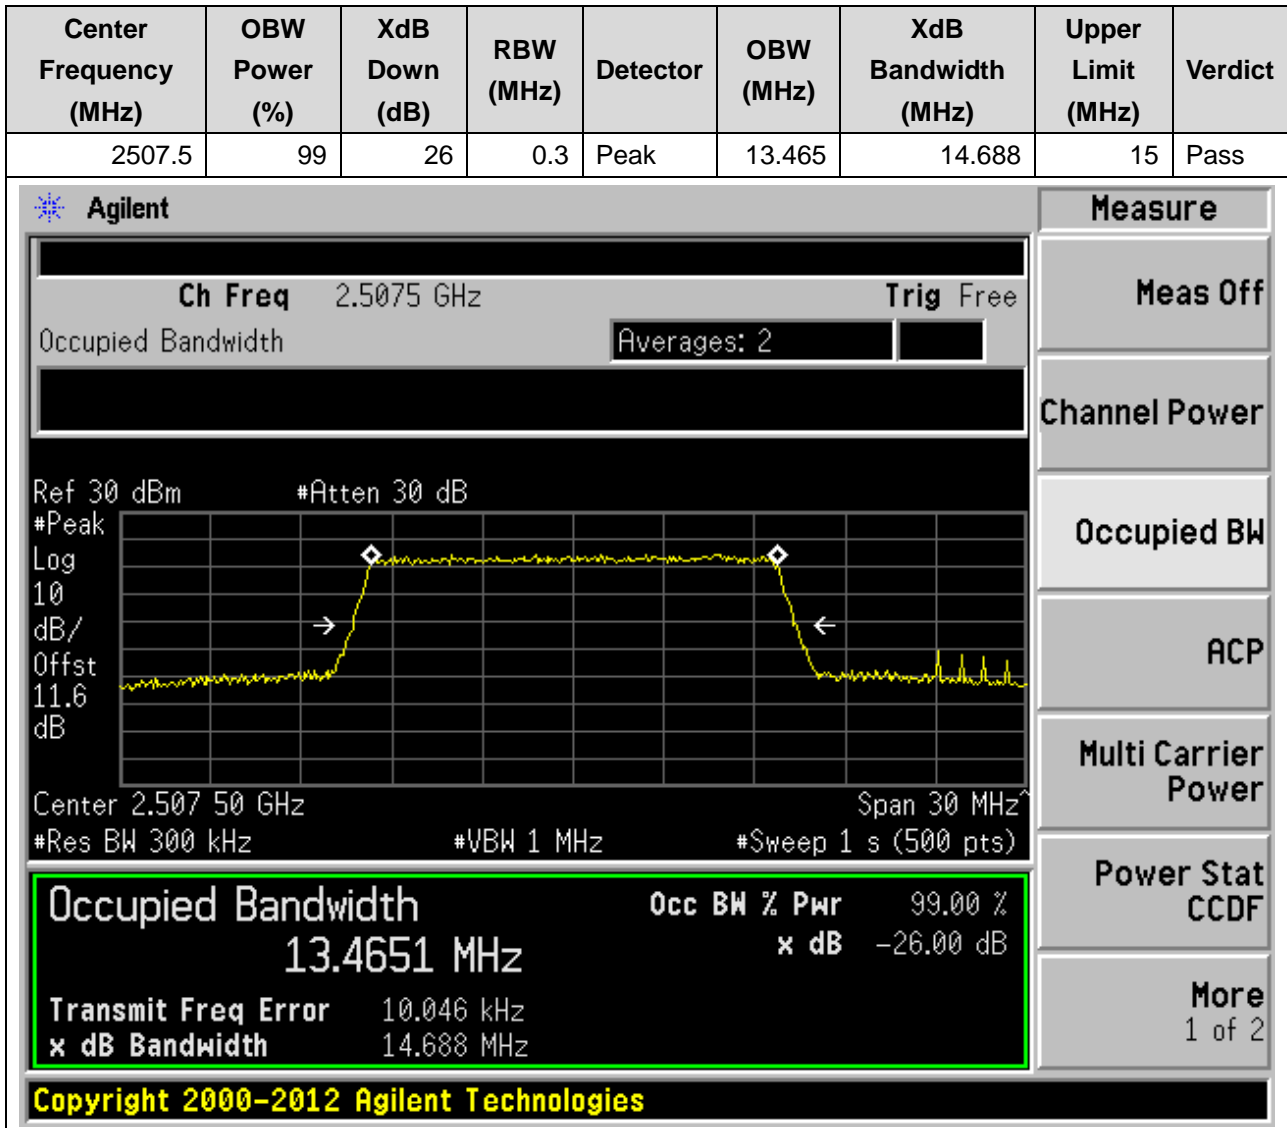 Center Frequency (MHz) OBW Power (%) XdB Down (dB) RBW (MHz) Detector OBW (MHz) XdB Bandwidth (MHz) Upper Limit (MHz) Verdict
2507.5 99 26 0.3 Peak 13.465 14.688 15 Pass
Agilent
Measure
Ch Freq 2.5075 GHz Trig Free
Meas Off
Occupied Bandwidth Averages: 2
Channel Power
Ref 30 dBm #Atten 30 dB
#Peak
Log
10
dB/
Offst
11.6
dB
Occupied BW
ACP
Multi Carrier
Power
Center 2.507 50 GHz Span 30 MHz^
#Res BW 300 kHz #VBW 1 MHz #Sweep 1 s (500 pts)
Power Stat
CCDF
Occupied Bandwidth Occ BW % Pwr 99.00 %
13.4651 MHz x dB -26.00 dB
Transmit Freq Error 10.046 kHz
x dB Bandwidth 14.688 MHz
More
1 of 2
Copyright 2000-2012 Agilent Technologies